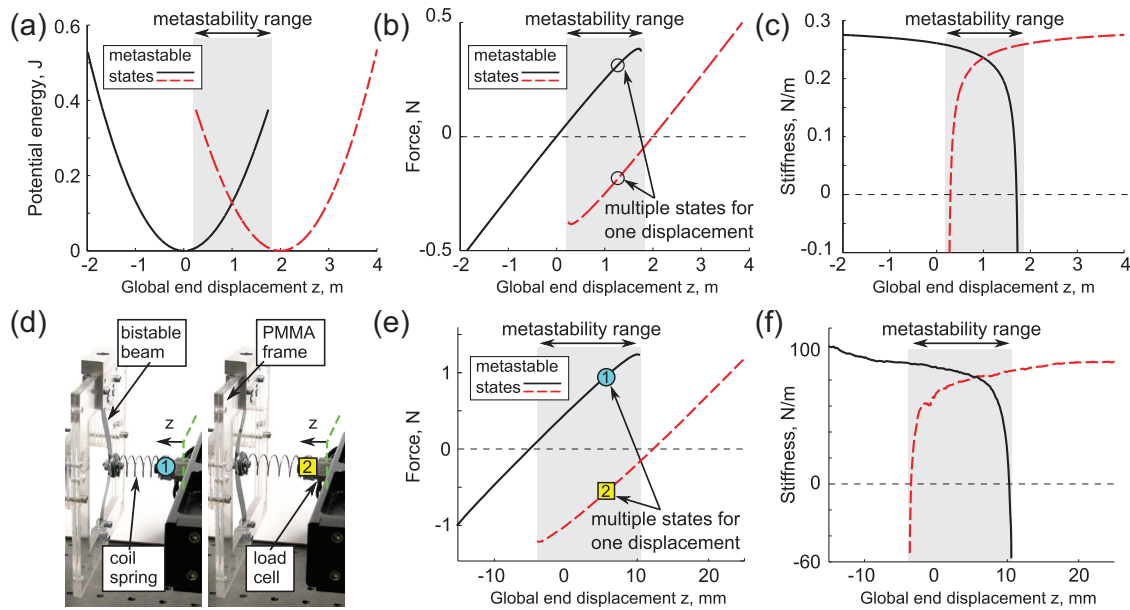 (a)
metastability range
0.6
0.4
0.2
0
Potential energy, J
metastable
states
-2
-1
0
1
2
3
4
Global end displacement z, m
(b)
metastability range
0.5
0
-0.5
Force, N
multiple states for
one displacement
-2
-1
0
1
2
3
4
Global end displacement z, m
(c)
metastability range
0.3
0.2
0.1
0
-0.1
Stiffness, N/m
-2
-1
0
1
2
3
4
Global end displacement z, m
(d)
bistable
beam
PMMA
frame
z
z
1
2
coil
spring
load
cell
(e)
metastability range
metastable
states
1
0
-1
Force, N
1
2
multiple states for
one displacement
-10
0
10
20
Global end displacement z, mm
(f)
metastability range
100
0
-60
Stiffness, N/m
-10
0
10
20
Global end displacement z, mm